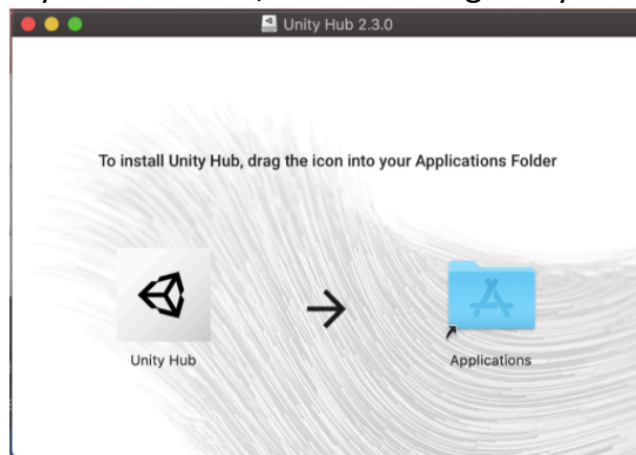 Unity Hub 2.3.0
To install Unity Hub, drag the icon into your Applications Folder
Unity Hub
Applications